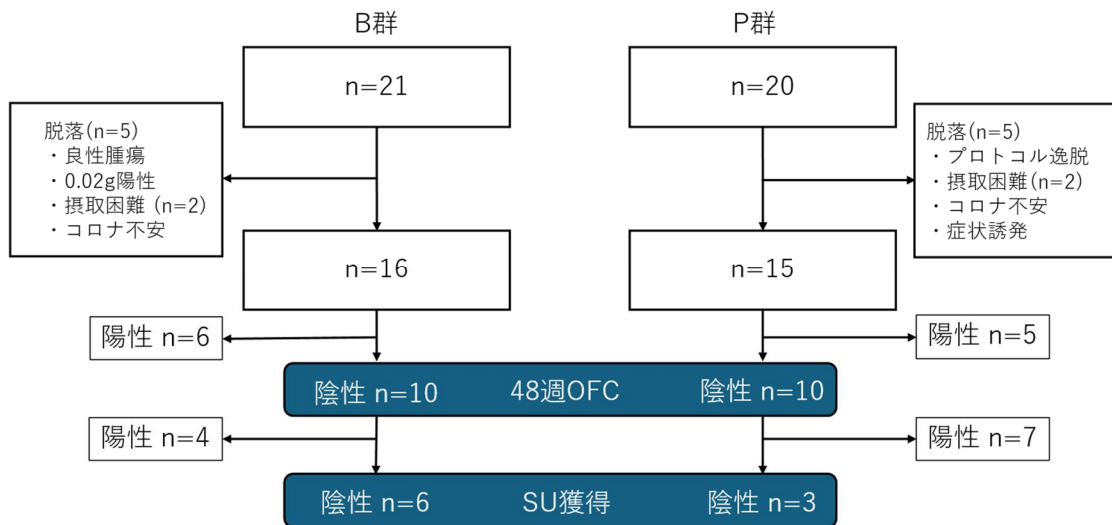 B群
P群
n=21
n=20
脱落(n=5)
・良性腫瘍
・0.02g陽性
・摂取困難 (n=2)
・コロナ不安
脱落(n=5)
・プロトコル逸脱
・摂取困難(n=2)
・コロナ不安
・症状誘発
n=16
n=15
陽性 n=6
陽性 n=5
陰性 n=10 48週OFC 陰性 n=10
陽性 n=4
陽性 n=7
陰性 n=6 SU獲得 陰性 n=3